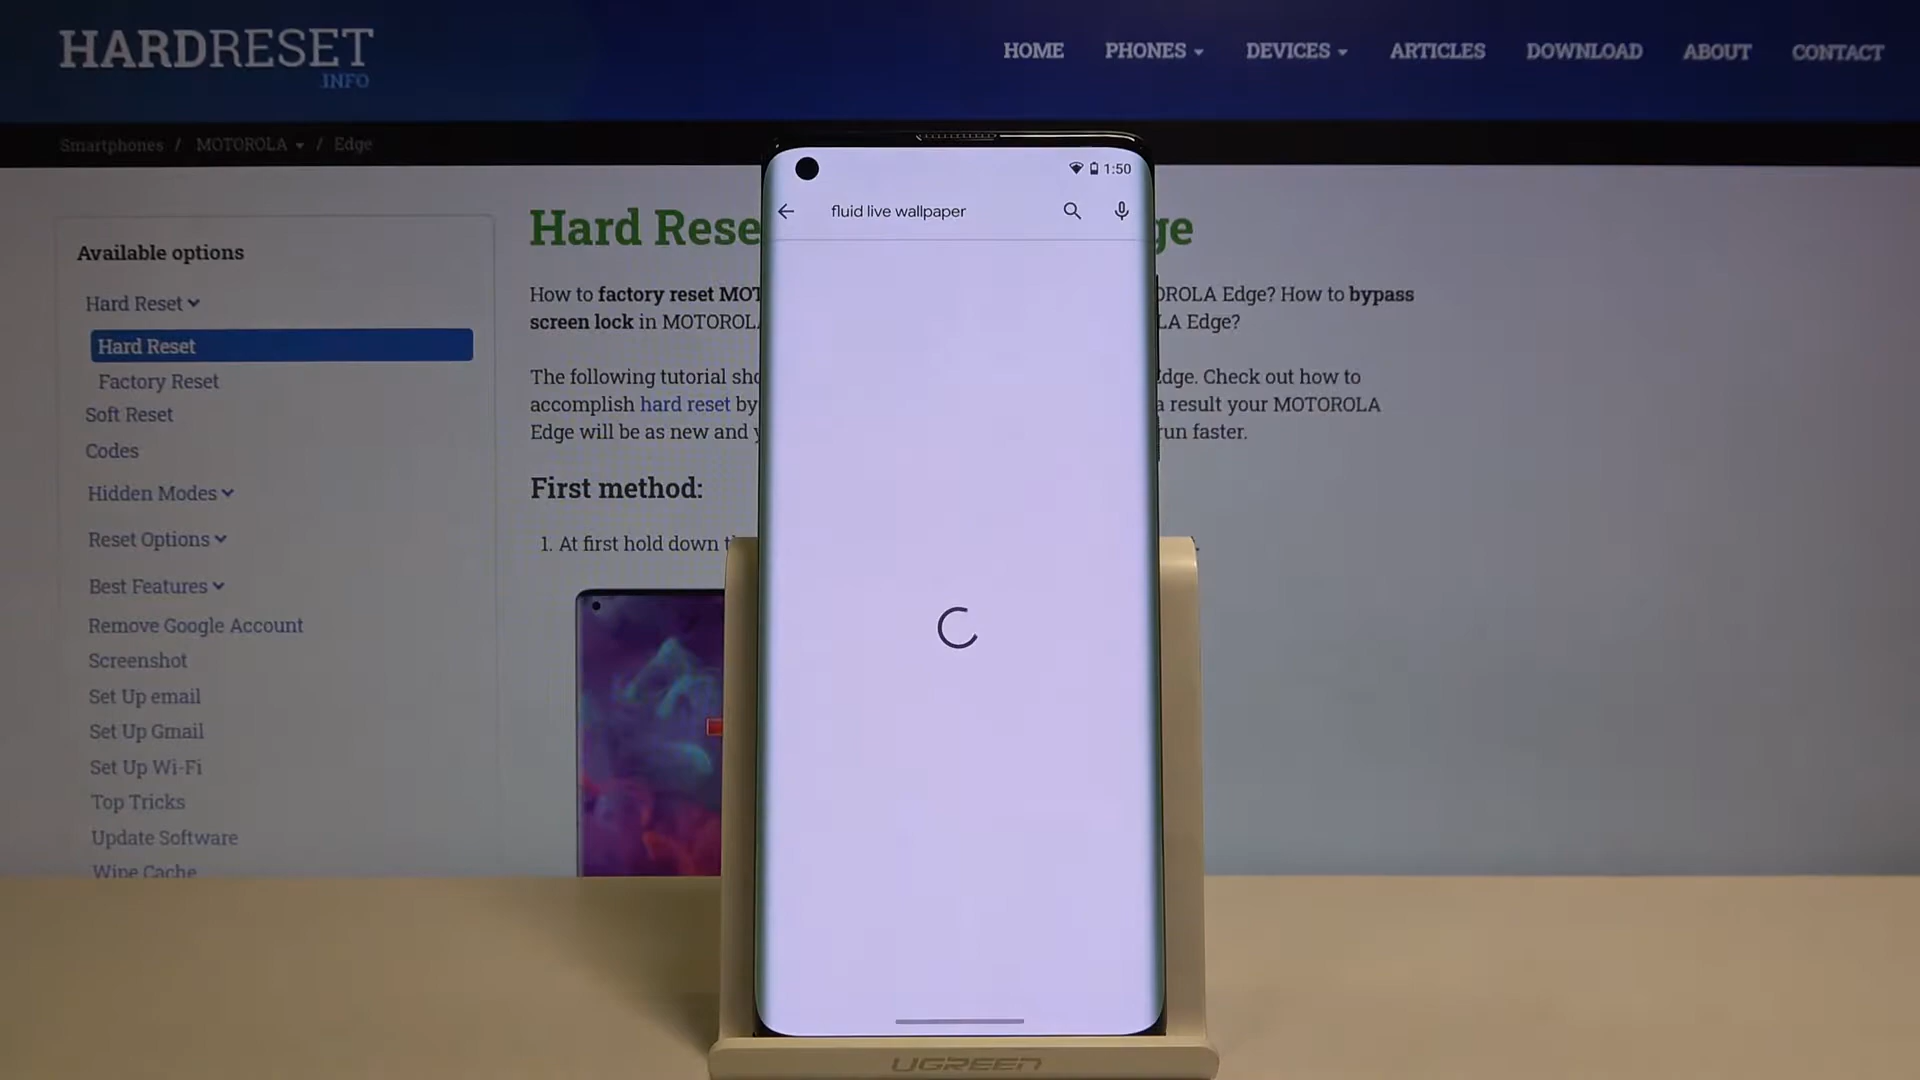 HARDRESET
.INFO
HOME PHONES DEVICES ARTICLES DOWNLOAD ABOUT CONTACT
Smartphones / MOTOROLA / Edge
1:50
fluid live wallpaper
Available options
Hard Reset
Hard Reset
Factory Reset
Soft Reset
Codes
Hidden Modes
Reset Options
Best Features
Remove Google Account
Screenshot
Set Up email
Set Up Gmail
Set Up Wi-Fi
Top Tricks
Update Software
Wipe Cache
Hard Rese ge
How to factory reset MOT OROLA Edge? How to bypass
screen lock in MOTOROL LA Edge?
The following tutorial sho Edge. Check out how to
accomplish hard reset by a result your MOTOROLA
Edge will be as new and y run faster.
First method:
1. At first hold down t
UGREEN